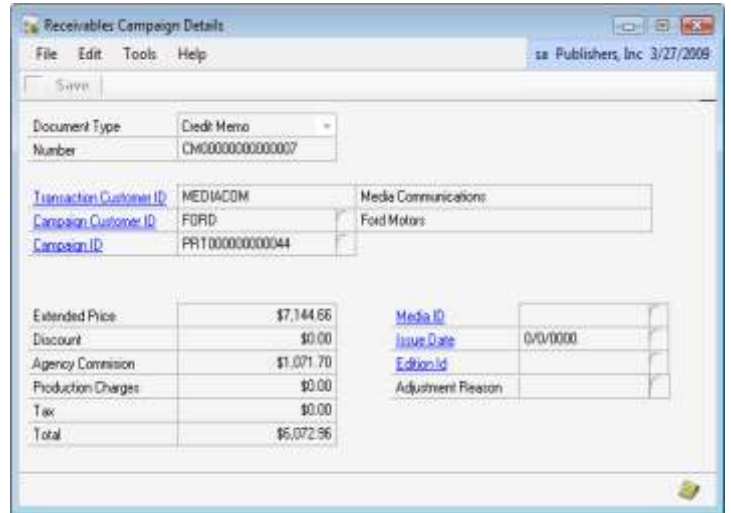 Receivables Campaign Details
File Edit Tools Help sa Publishers, Inc 3/27/2009
Save
Document Type Credit Memo
Number CM00000000000007
Transaction Customer ID MEDIACOM Media Communications
Campaign Customer ID FORD Ford Motors
Campaign ID PRT000000000044
Extended Price $7,144.66 Media ID
Discount $0.00 Issue Date 0/0/0000
Agency Commision $1,071.70 Edition Id
Production Charges $0.00 Adjustment Reason
Tax $0.00
Total $6,072.96